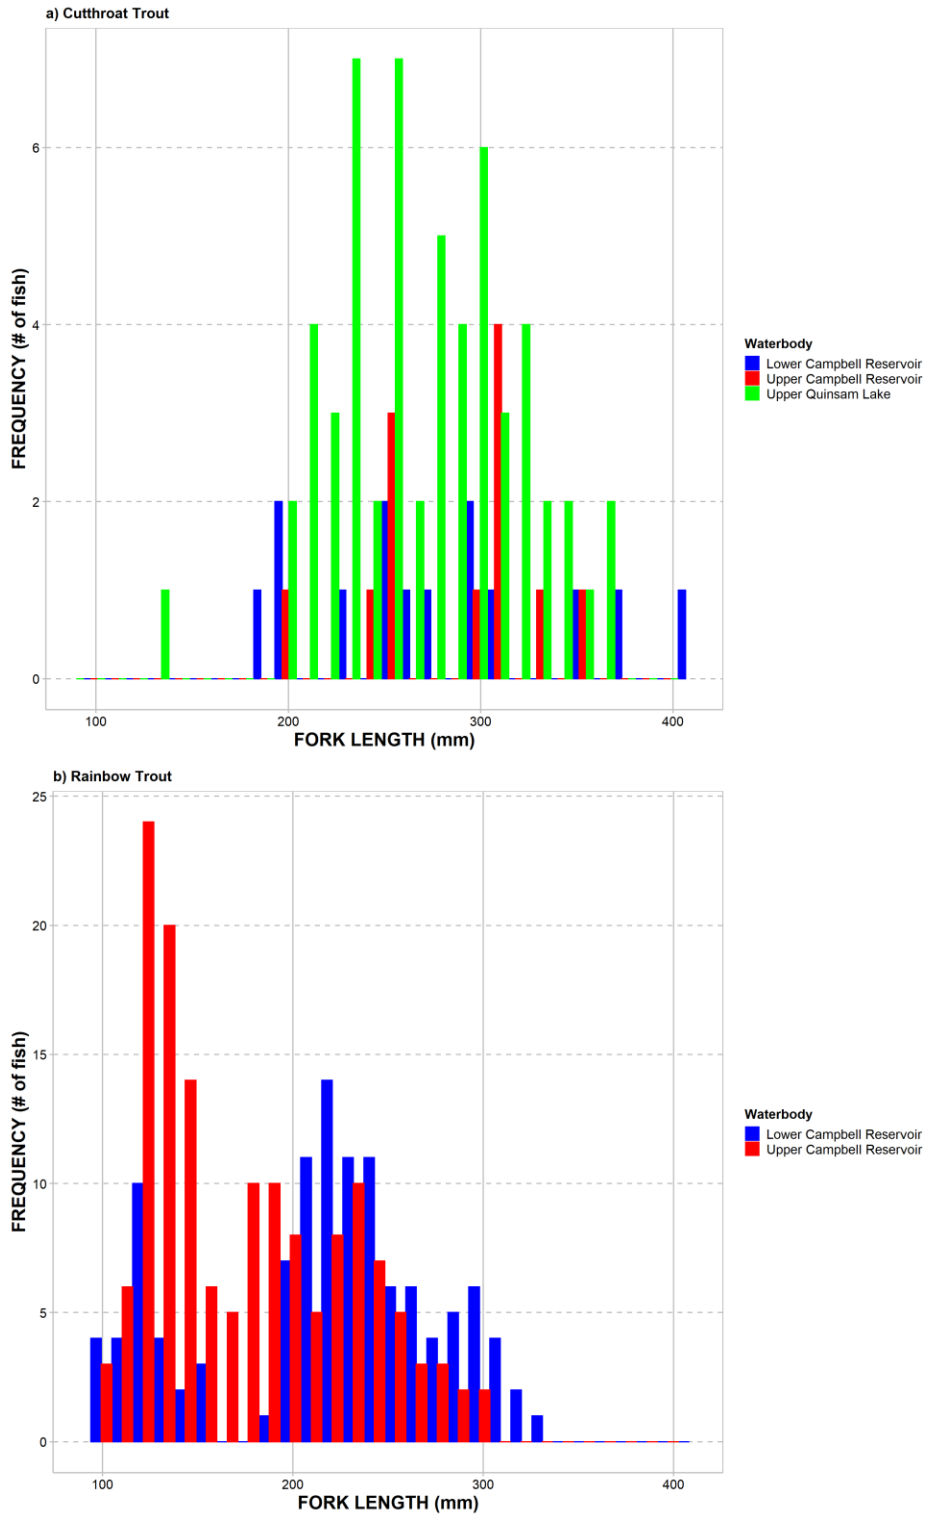 a) Cutthroat Trout
6
4
2
0
FREQUENCY (# of fish)
100 200 300 400
FORK LENGTH (mm)
Waterbody
Lower Campbell Reservoir
Upper Campbell Reservoir
Upper Quinsam Lake
b) Rainbow Trout
25
20
15
10
5
0
FREQUENCY (# of fish)
100 200 300 400
FORK LENGTH (mm)
Waterbody
Lower Campbell Reservoir
Upper Campbell Reservoir